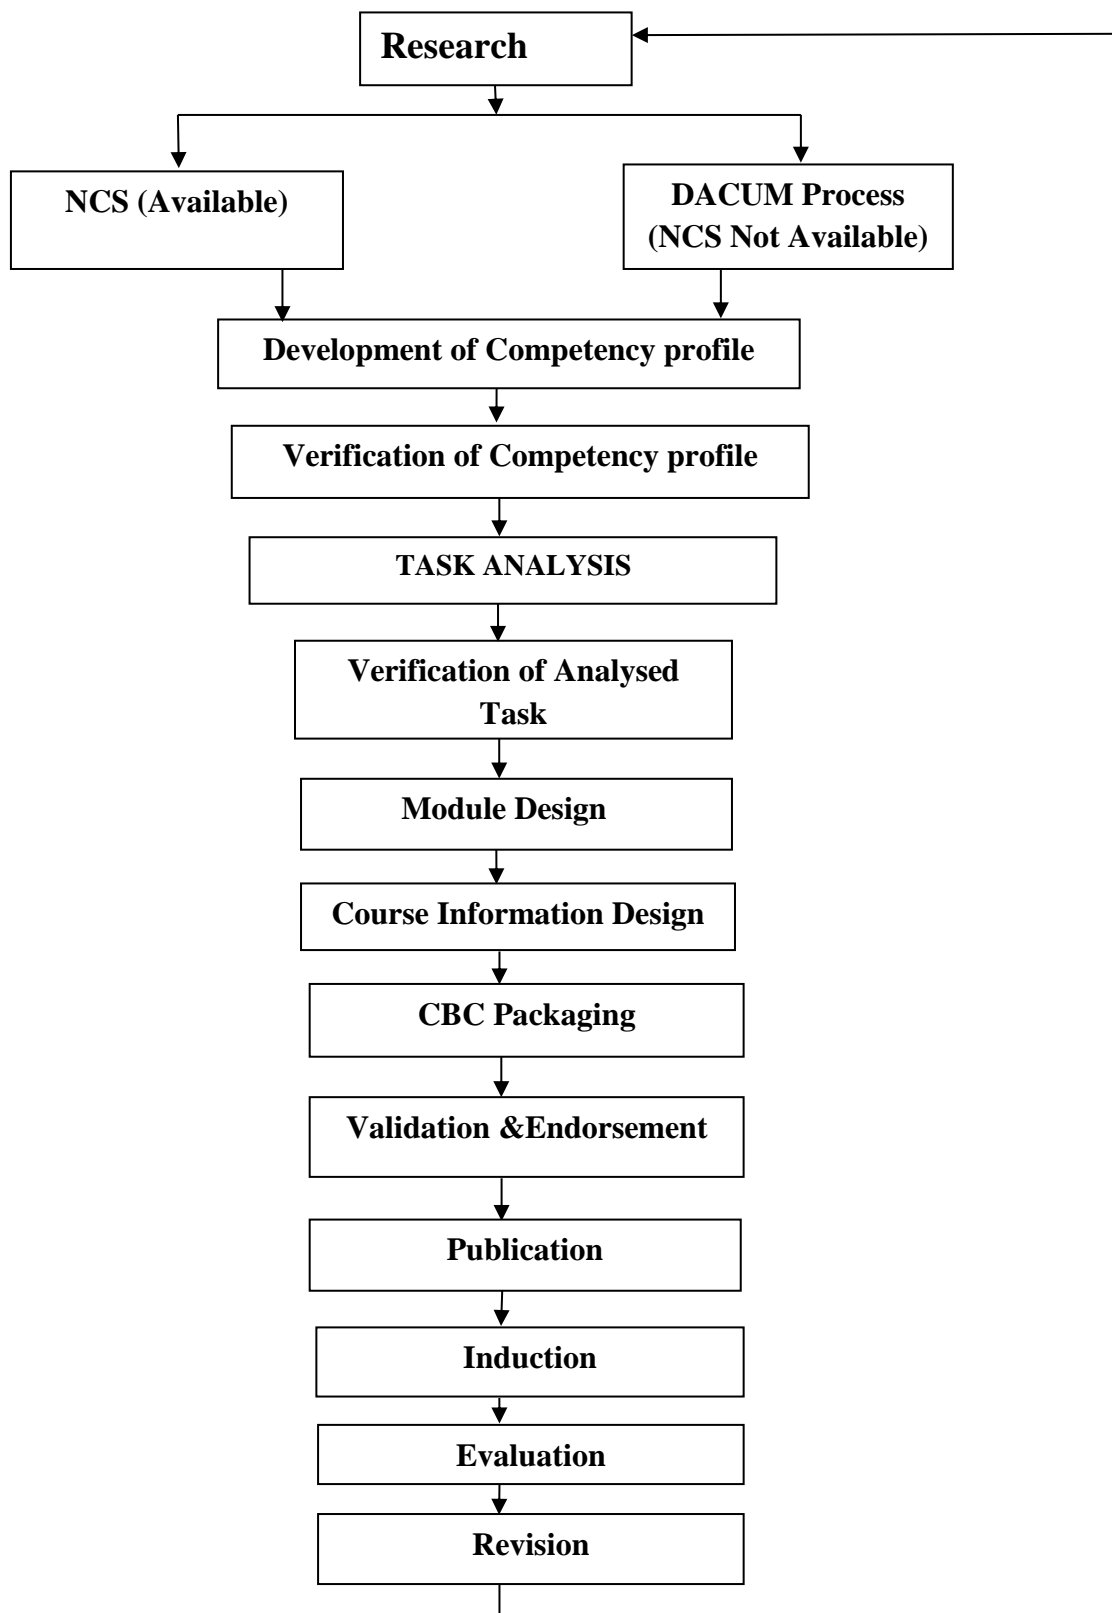 Research
NCS (Available)
DACUM Process
(NCS Not Available)
Development of Competency profile
Verification of Competency profile
TASK ANALYSIS
Verification of Analysed
Task
Module Design
Course Information Design
CBC Packaging
Validation &Endorsement
Publication
Induction
Evaluation
Revision